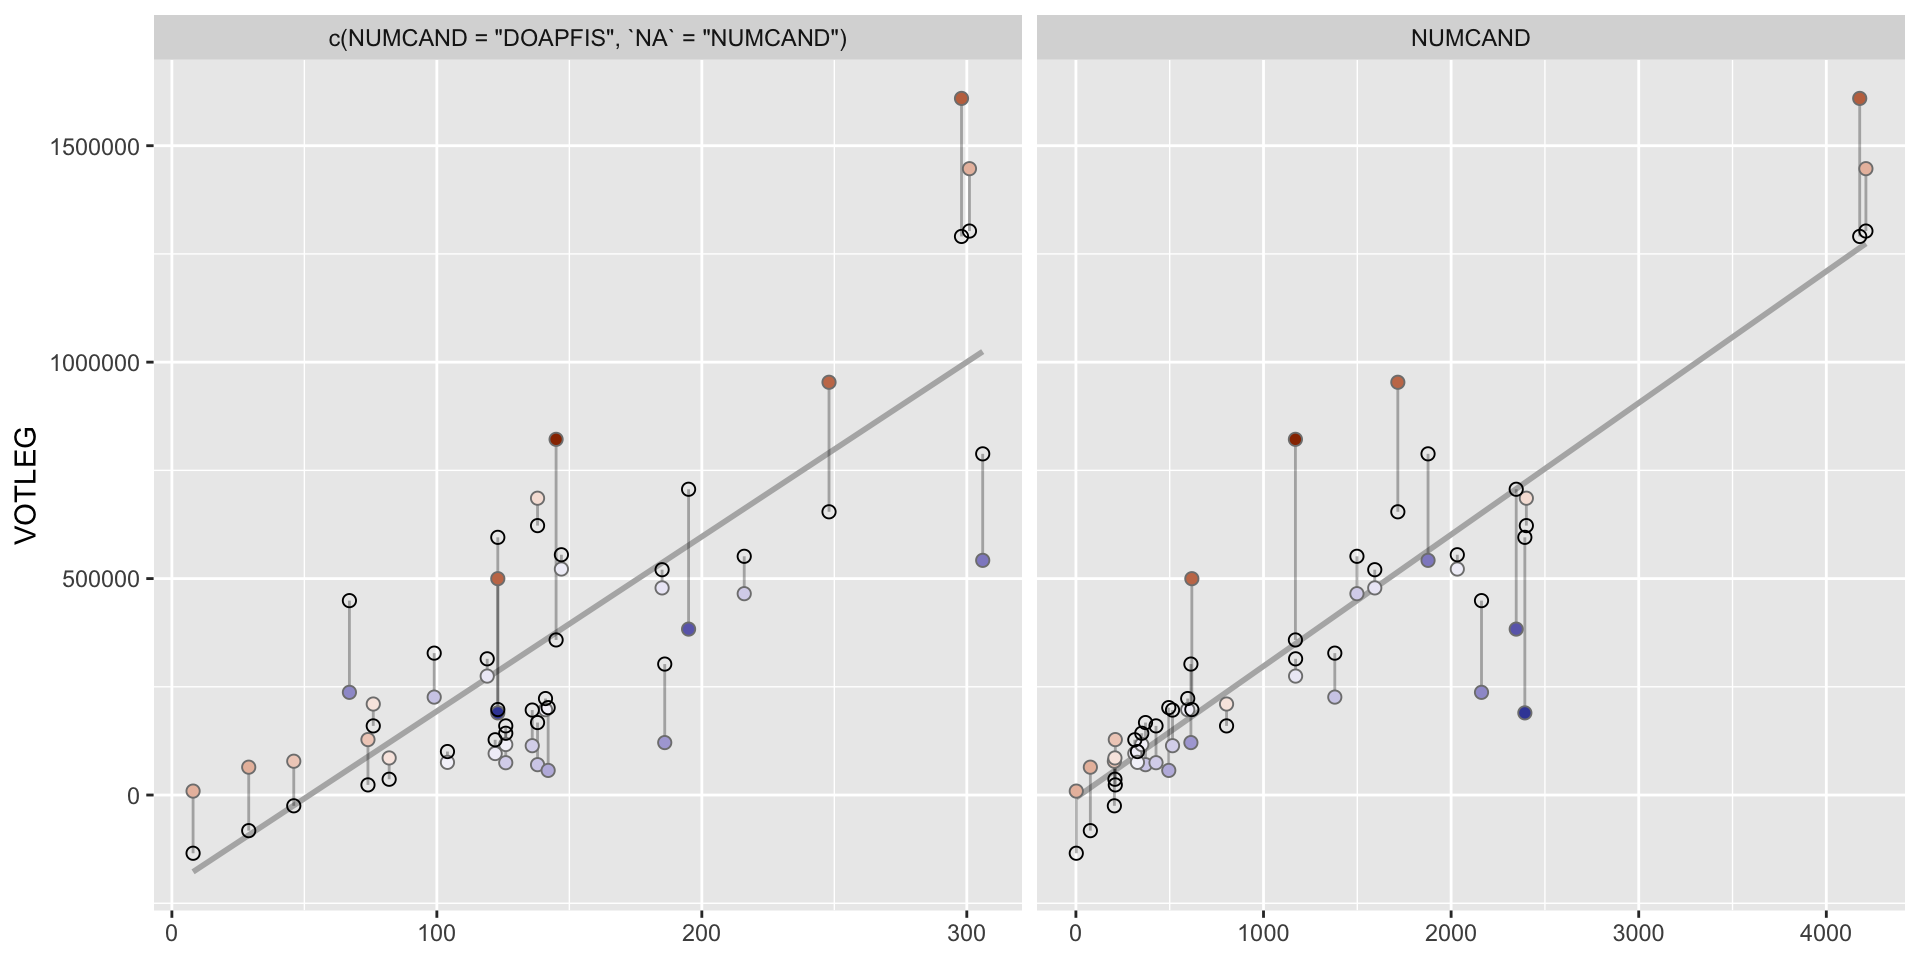 c(NUMCAND = "DOAPFIS", `NA` = "NUMCAND")
NUMCAND
VOTLEG
1500000
1000000
500000
0
0 100 200 300
0 1000 2000 3000 4000